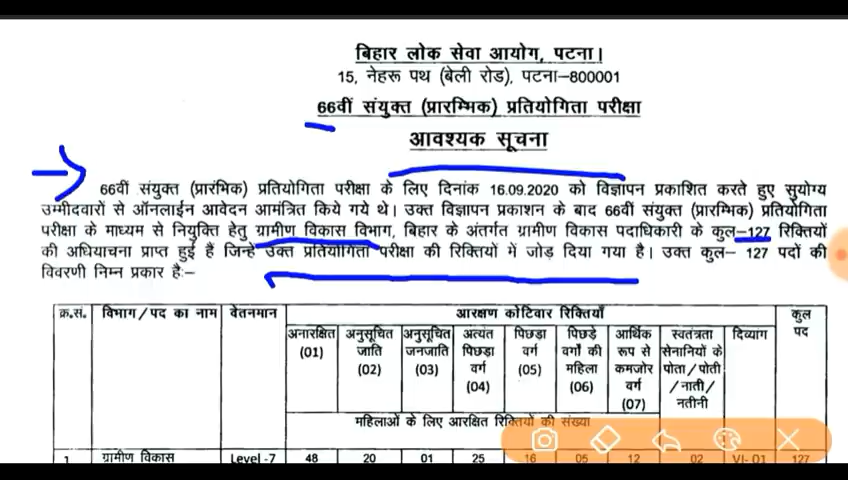 बिहार लोक सेवा आयोग, पटना।
15, नेहरू पथ (बेली रोड), पटना–800001
66वीं संयुक्त (प्रारम्भिक) प्रतियोगिता परीक्षा
आवश्यक सूचना
66वीं संयुक्त (प्रारंभिक) प्रतियोगिता परीक्षा के लिए दिनांक 16.09.2020 को विज्ञापन प्रकाशित करते हुए सुयोग्य
उम्मीदवारों से ऑनलाईन आवेदन आमंत्रित किये गये थे। उक्त विज्ञापन प्रकाशन के बाद 66वीं संयुक्त (प्रारम्भिक) प्रतियोगिता
परीक्षा के माध्यम से नियुक्ति हेतु ग्रामीण विकास विभाग, बिहार के अंतर्गत ग्रामीण विकास पदाधिकारी के कुल–127 रिक्तियों
की अधियाचना प्राप्त हुई हैं जिन्हें उक्त प्रतियोगिता परीक्षा की रिक्तियों में जोड़ दिया गया है। उक्त कुल– 127 पदों की
विवरणी निम्न प्रकार है:–
क्र.सं. विभाग/पद का नाम वेतनमान आरक्षण कोटिवार रिक्तियाँ कुल पद
अनारक्षित (01) अनुसूचित जाति (02) अनुसूचित जनजाति (03) अत्यंत पिछड़ा वर्ग (04) पिछड़ा वर्ग (05) पिछड़े वर्गों की महिला (06) आर्थिक रूप से कमजोर वर्ग (07) स्वतंत्रता सेनानियों के पोता/पोती/नाती/नतीनी दिव्यांग
महिलाओं के लिए आरक्षित रिक्तियों की संख्या
1 ग्रामीण विकास Level-7 48 20 01 25 16 05 12 02 VI-01 127